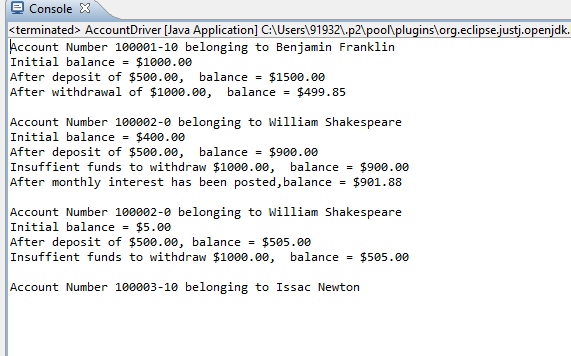 Console
<terminated> AccountDriver [Java Application] C:\Users\91932\.p2\pool\plugins\org.eclipse.justj.openjdk.
Account Number 100001-10 belonging to Benjamin Franklin
Initial balance = $1000.00
After deposit of $500.00,  balance = $1500.00
After withdrawal of $1000.00,  balance = $499.85

Account Number 100002-0 belonging to William Shakespeare
Initial balance = $400.00
After deposit of $500.00,  balance = $900.00
Insuffient funds to withdraw $1000.00,  balance = $900.00
After monthly interest has been posted,balance = $901.88

Account Number 100002-0 belonging to William Shakespeare
Initial balance = $5.00
After deposit of $500.00, balance = $505.00
Insuffient funds to withdraw $1000.00,  balance = $505.00

Account Number 100003-10 belonging to Issac Newton